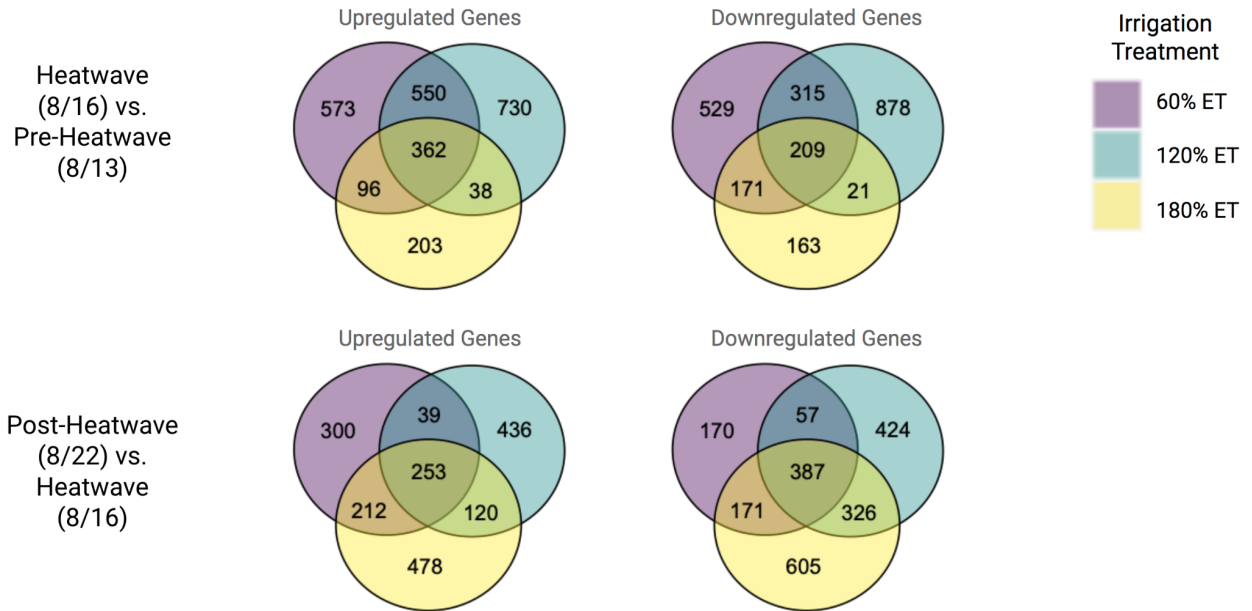 Upregulated Genes
Downregulated Genes
Irrigation
Treatment
Heatwave
(8/16) vs.
Pre-Heatwave
(8/13)
573
550
730
362
96
38
203
529
315
878
209
171
21
163
60% ET
120% ET
180% ET
Upregulated Genes
Downregulated Genes
Post-Heatwave
(8/22) vs.
Heatwave
(8/16)
300
39
436
253
212
120
478
170
57
424
387
171
326
605